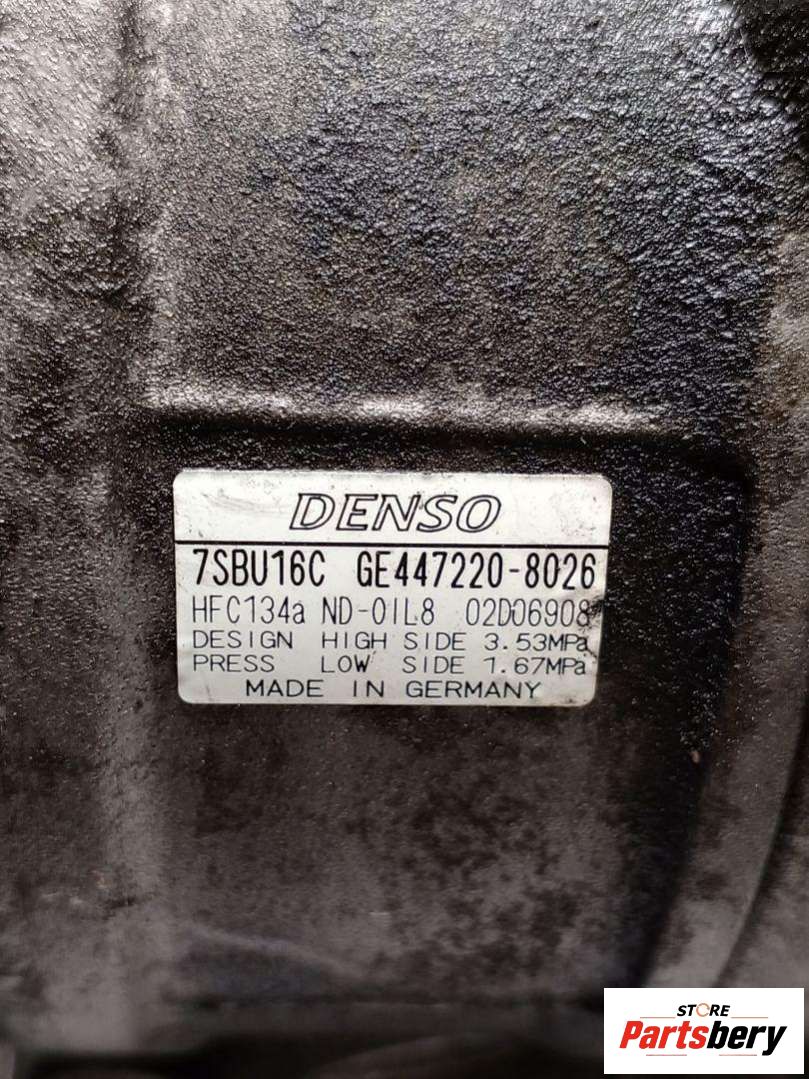 DENSO
7SBU16C GE447220-8026
HFC134a ND-OIL8 02D06908
DESIGN HIGH SIDE 3.53MPa
PRESS LOW SIDE 1.67MPa
MADE IN GERMANY
STORE
Partsbery